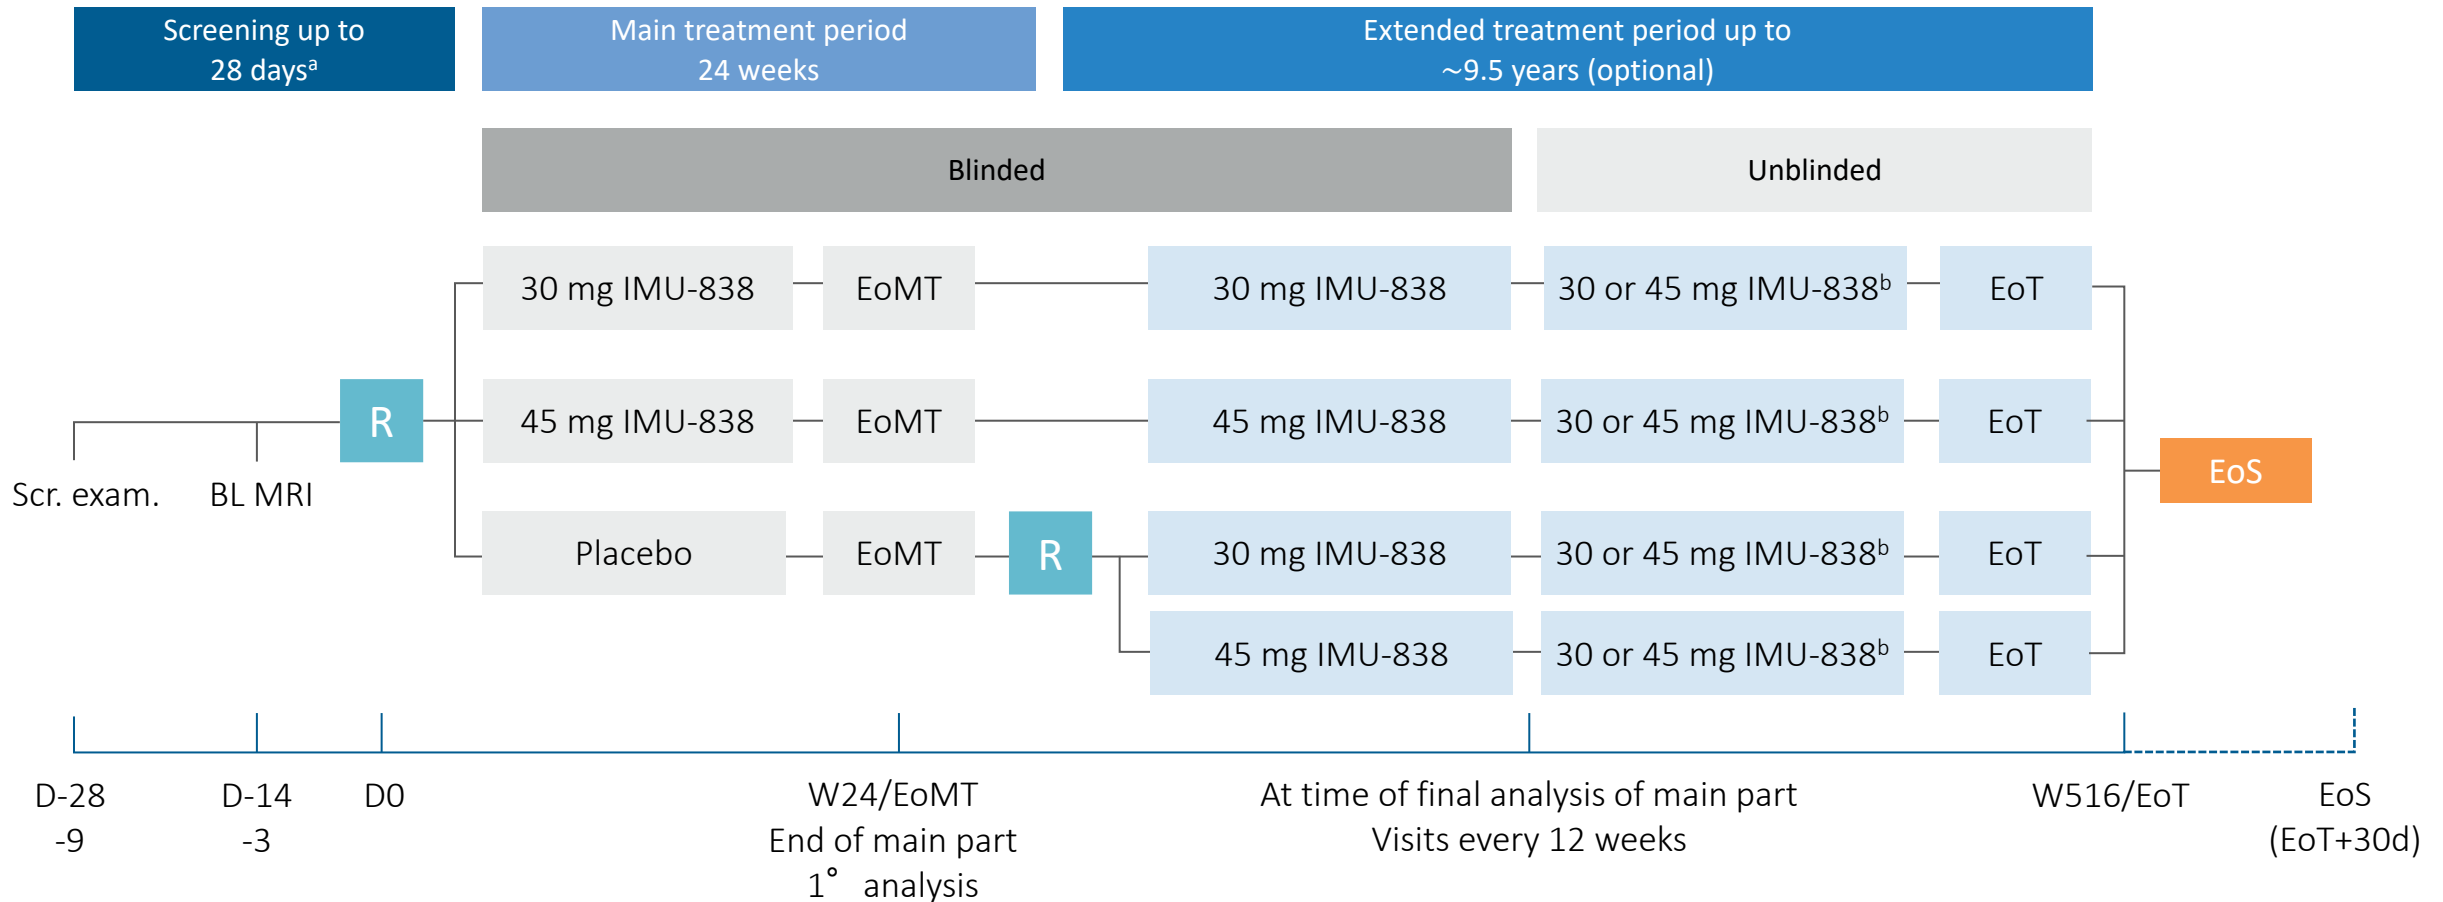 Screening up to
28 daysᵃ
Main treatment period
24 weeks
Extended treatment period up to
~9.5 years (optional)
Blinded
Unblinded
30 mg IMU-838
EoMT
30 mg IMU-838
30 or 45 mg IMU-838ᵇ
EoT
R
45 mg IMU-838
EoMT
45 mg IMU-838
30 or 45 mg IMU-838ᵇ
EoT
Scr. exam.
BL MRI
EoS
Placebo
EoMT
R
30 mg IMU-838
30 or 45 mg IMU-838ᵇ
EoT
45 mg IMU-838
30 or 45 mg IMU-838ᵇ
EoT
D-28
-9
D-14
-3
D0
W24/EoMT
End of main part
1° analysis
At time of final analysis of main part
Visits every 12 weeks
W516/EoT
EoS
(EoT+30d)